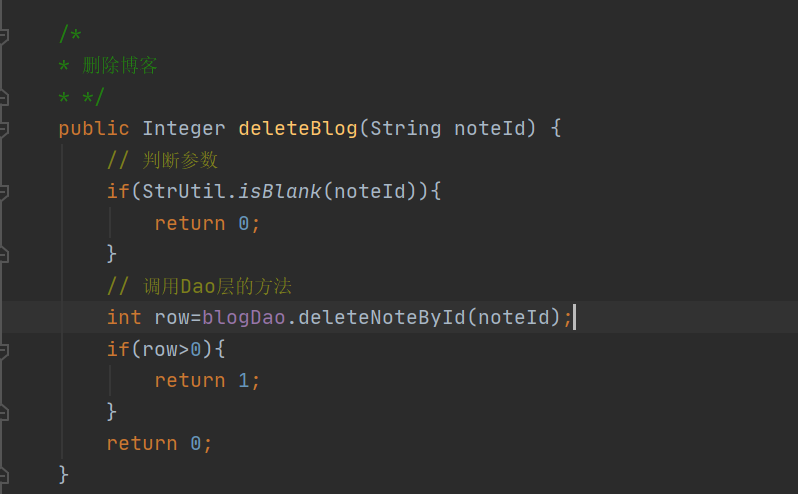 /*
* 删除博客
* */
public Integer deleteBlog(String noteId) {
// 判断参数
if(StrUtil.isBlank(noteId)){
return 0;
}
// 调用Dao层的方法
int row=blogDao.deleteNoteById(noteId);
if(row>0){
return 1;
}
return 0;
}